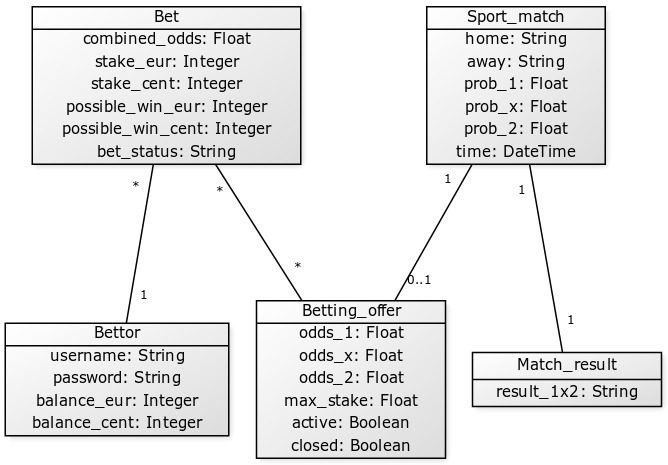 Bet
combined_odds: Float
stake_eur: Integer
stake_cent: Integer
possible_win_eur: Integer
possible_win_cent: Integer
bet_status: String
Sport_match
home: String
away: String
prob_1: Float
prob_x: Float
prob_2: Float
time: DateTime
*
*
1
1
*
1
0..1
1
Bettor
username: String
password: String
balance_eur: Integer
balance_cent: Integer
Betting_offer
odds_1: Float
odds_x: Float
odds_2: Float
max_stake: Float
active: Boolean
closed: Boolean
Match_result
result_1x2: String